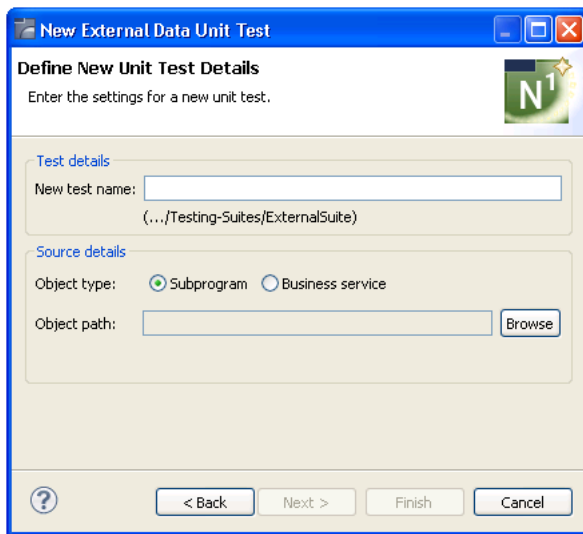 New External Data Unit Test
Define New Unit Test Details
Enter the settings for a new unit test.
N1
Test details
New test name:
(.../Testing-Suites/ExternalSuite)
Source details
Object type: Subprogram Business service
Object path: Browse
? < Back Next > Finish Cancel